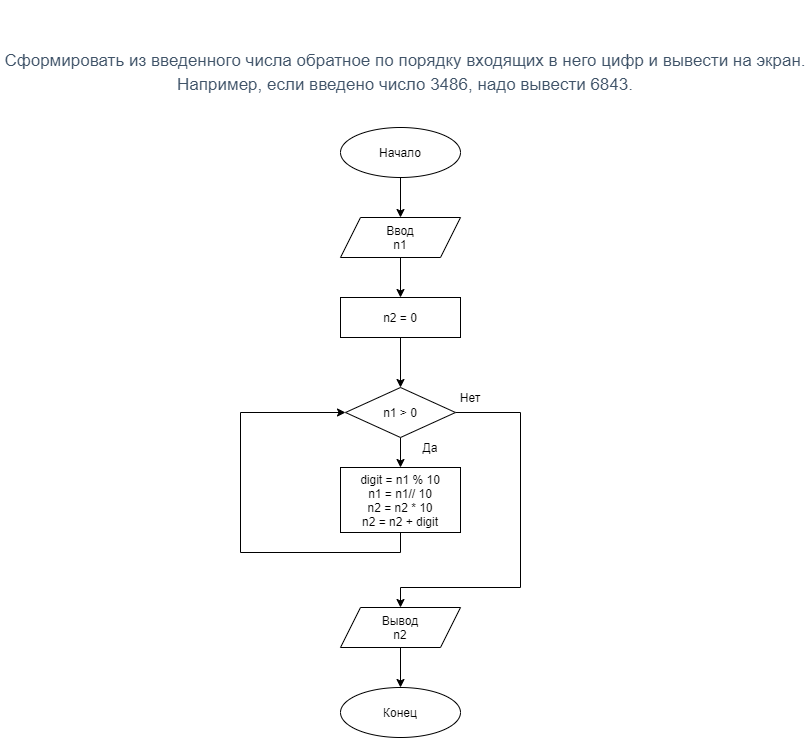 Сформировать из введенного числа обратное по порядку входящих в него цифр и вывести на экран.
Например, если введено число 3486, надо вывести 6843.
Начало
Ввод
n1
n2 = 0
n1 > 0
Нет
Да
digit = n1 % 10
n1 = n1// 10
n2 = n2 * 10
n2 = n2 + digit
Вывод
n2
Конец